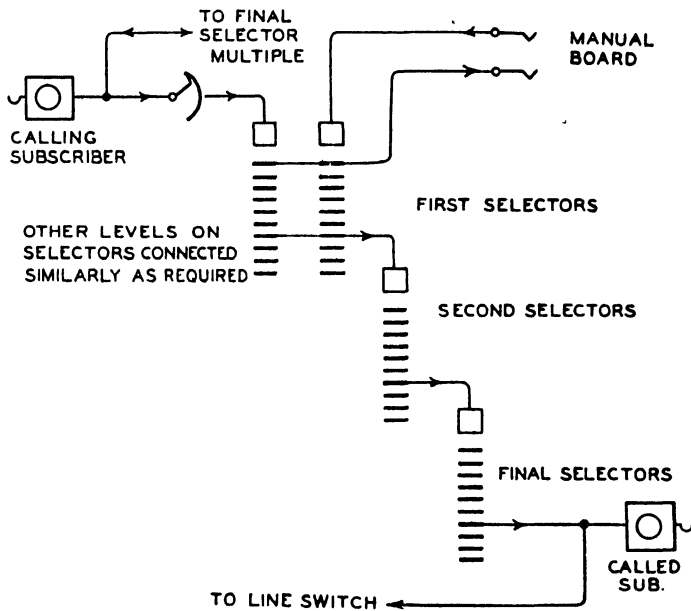 TO FINAL
SELECTOR
MULTIPLE
MANUAL
BOARD
CALLING
SUBSCRIBER
FIRST SELECTORS
OTHER LEVELS ON
SELECTORS CONNECTED
SIMILARLY AS REQUIRED
SECOND SELECTORS
FINAL SELECTORS
CALLED
SUB.
TO LINE SWITCH